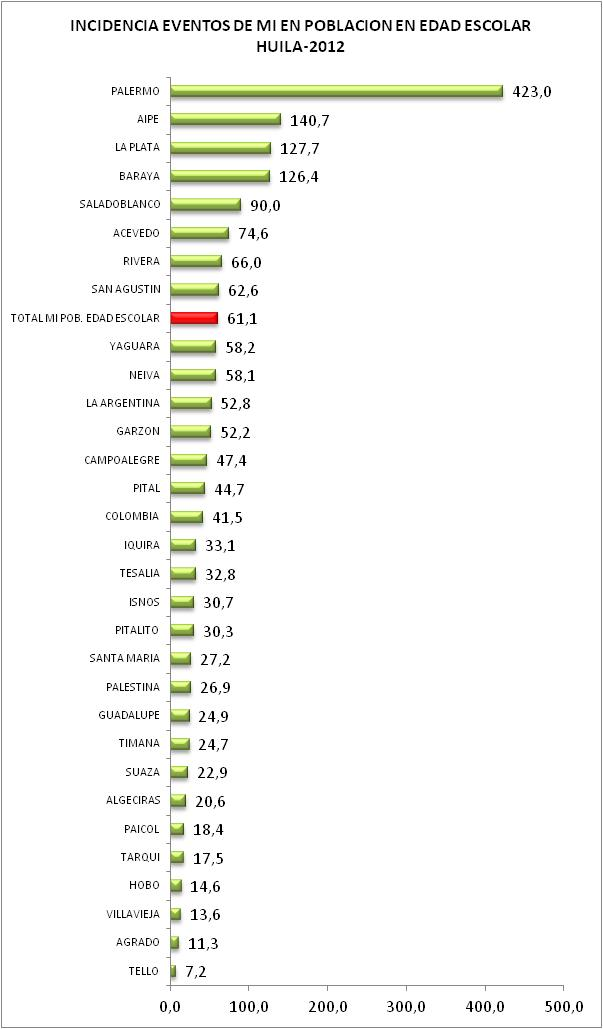 INCIDENCIA EVENTOS DE MI EN POBLACION EN EDAD ESCOLAR
HUILA-2012
PALERMO 423,0
AIPE 140,7
LA PLATA 127,7
BARAYA 126,4
SALADOBLANCO 90,0
ACEVEDO 74,6
RIVERA 66,0
SAN AGUSTIN 62,6
TOTAL MI POB. EDAD ESCOLAR 61,1
YAGUARA 58,2
NEIVA 58,1
LA ARGENTINA 52,8
GARZON 52,2
CAMPOALEGRE 47,4
PITAL 44,7
COLOMBIA 41,5
IQUIRA 33,1
TESALIA 32,8
ISNOS 30,7
PITALITO 30,3
SANTA MARIA 27,2
PALESTINA 26,9
GUADALUPE 24,9
TIMANA 24,7
SUAZA 22,9
ALGECIRAS 20,6
PAICOL 18,4
TARQUI 17,5
HOBO 14,6
VILLAVIEJA 13,6
AGRADO 11,3
TELLO 7,2
0,0 100,0 200,0 300,0 400,0 500,0